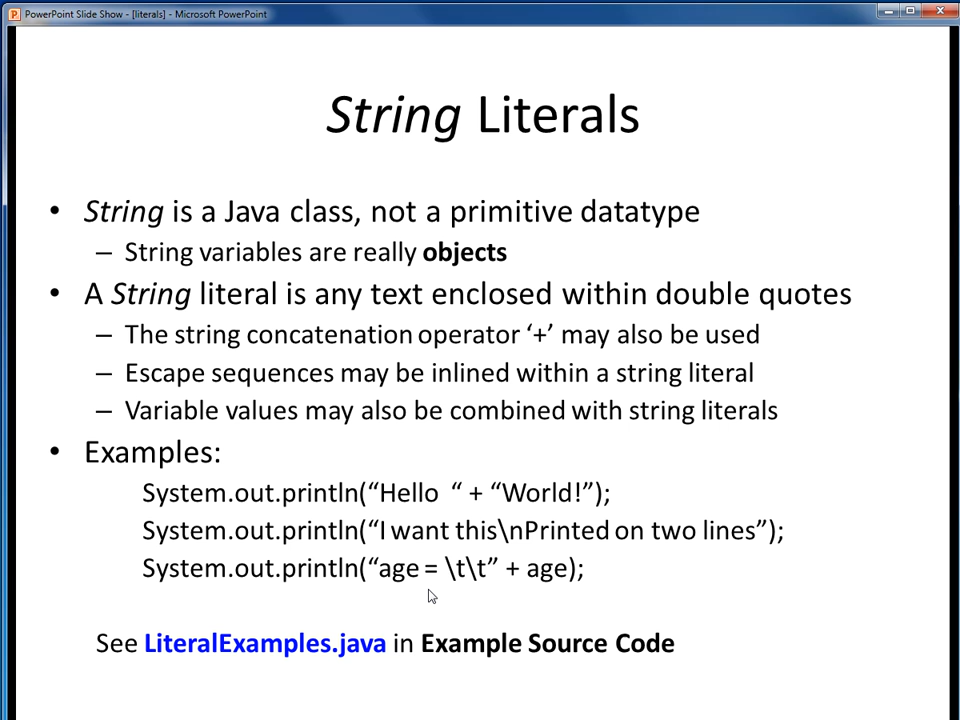 PowerPoint Slide Show - [literals] - Microsoft PowerPoint
String Literals
• String is a Java class, not a primitive datatype
– String variables are really objects
• A String literal is any text enclosed within double quotes
– The string concatenation operator ‘+’ may also be used
– Escape sequences may be inlined within a string literal
– Variable values may also be combined with string literals
• Examples:
System.out.println(“Hello “ + “World!”);
System.out.println(“I want this\nPrinted on two lines”);
System.out.println(“age = \t\t” + age);
See LiteralExamples.java in Example Source Code